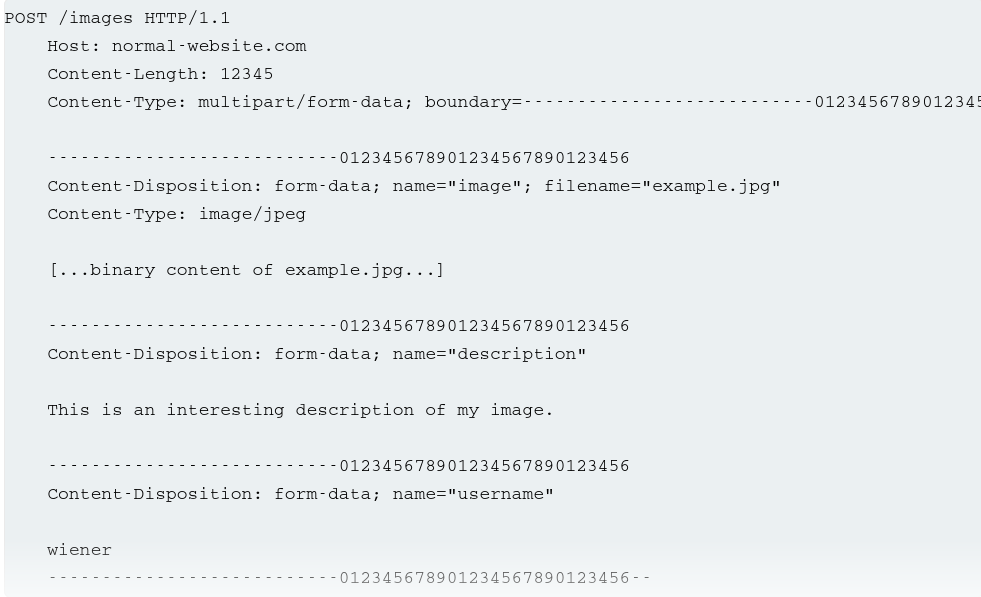 POST /images HTTP/1.1
Host: normal-website.com
Content-Length: 12345
Content-Type: multipart/form-data; boundary=---------------------------012345678901234
---------------------------012345678901234567890123456
Content-Disposition: form-data; name="image"; filename="example.jpg"
Content-Type: image/jpeg
[...binary content of example.jpg...]
---------------------------012345678901234567890123456
Content-Disposition: form-data; name="description"
This is an interesting description of my image.
---------------------------012345678901234567890123456
Content-Disposition: form-data; name="username"
wiener
---------------------------012345678901234567890123456--